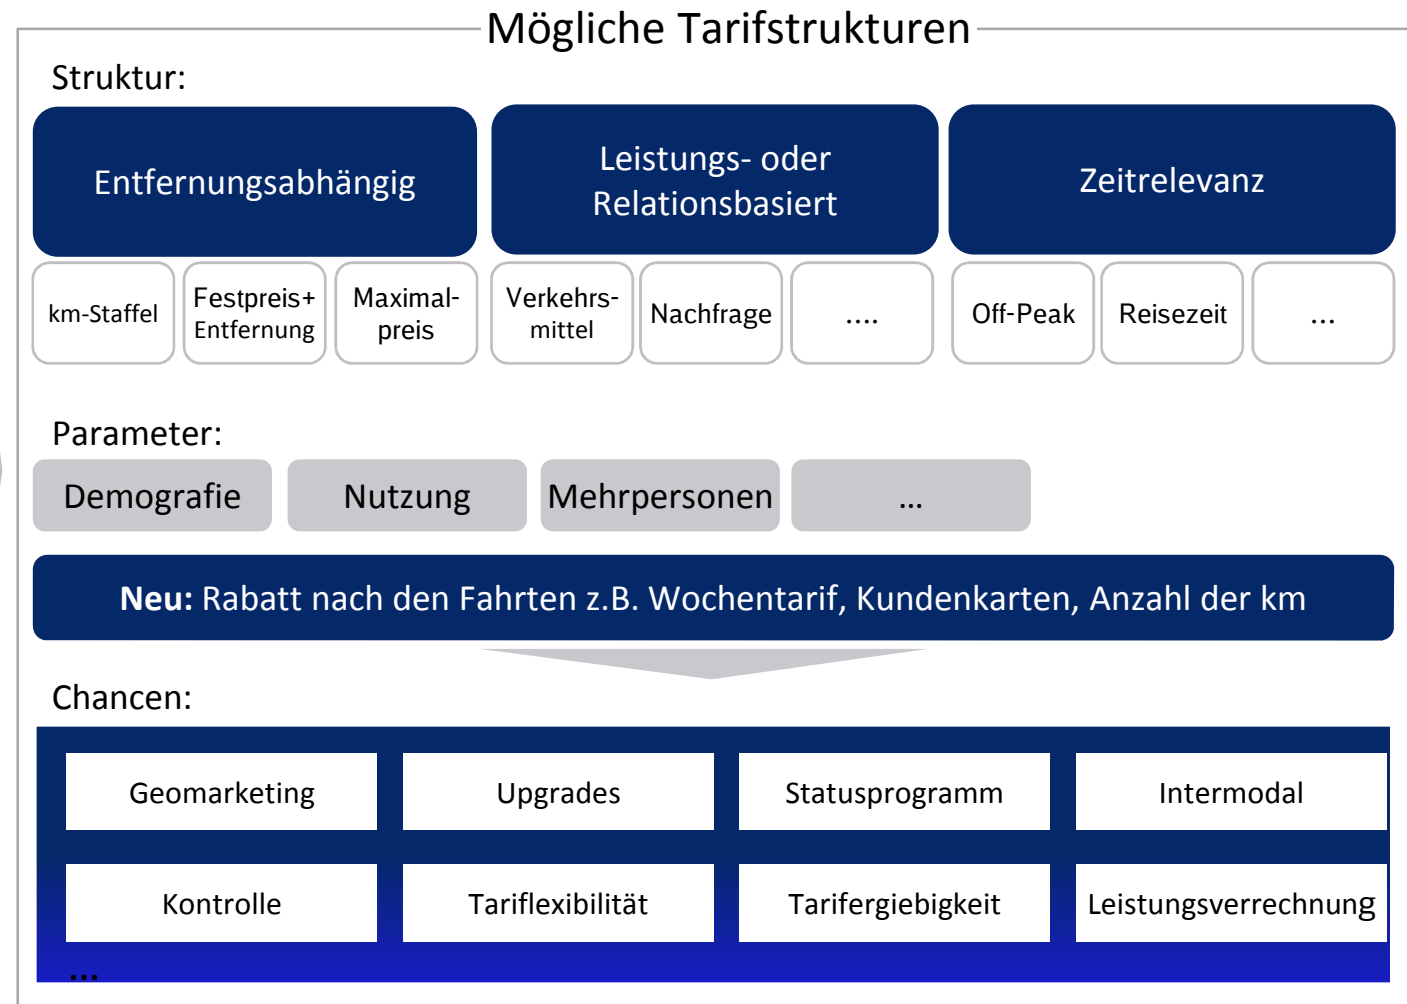 Mögliche Tarifstrukturen
Struktur:
Entfernungsabhängig
Leistungs- oder
Relationsbasiert
Zeitrelevanz
km-Staffel
Festpreis+
Entfernung
Maximal-
preis
Verkehrs-
mittel
Nachfrage
....
Off-Peak
Reisezeit
...
Parameter:
Demografie
Nutzung
Mehrpersonen
...
Neu: Rabatt nach den Fahrten z.B. Wochentarif, Kundenkarten, Anzahl der km
Chancen:
Geomarketing
Upgrades
Statusprogramm
Intermodal
Kontrolle
Tariflexibilität
Tarifergiebigkeit
Leistungsverrechnung
...